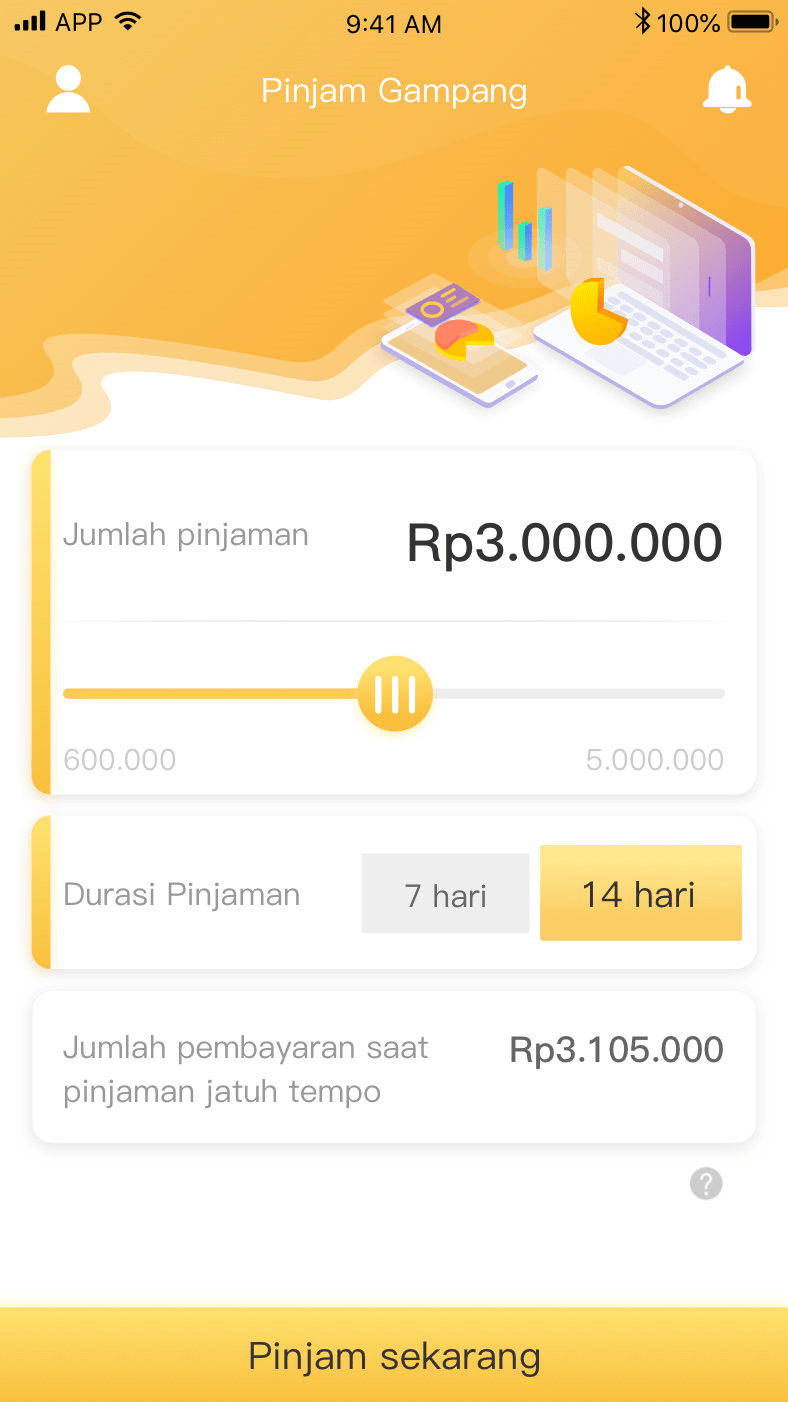 APP 9:41 AM 100%
Pinjam Gampang
Jumlah pinjaman Rp3.000.000
600.000 5.000.000
Durasi Pinjaman 7 hari 14 hari
Jumlah pembayaran saat Rp3.105.000
pinjaman jatuh tempo
?
Pinjam sekarang